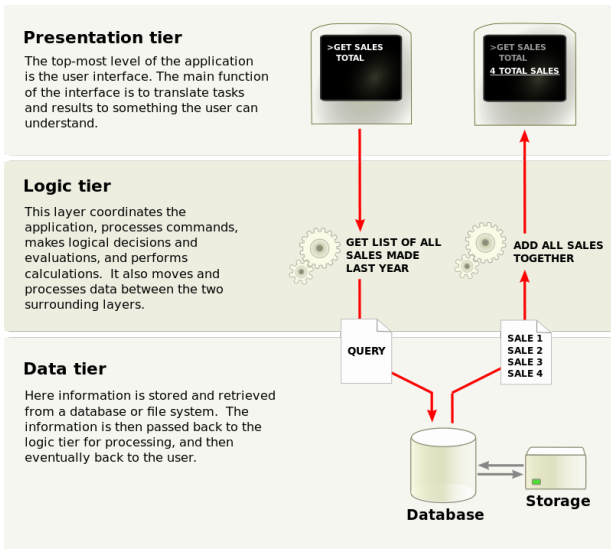 Presentation tier
The top-most level of the application
is the user interface. The main function
of the interface is to translate tasks
and results to something the user can
understand.
>GET SALES
TOTAL
>GET SALES
TOTAL
4 TOTAL SALES
Logic tier
This layer coordinates the
application, processes commands,
makes logical decisions and
evaluations, and performs
calculations. It also moves and
processes data between the two
surrounding layers.
GET LIST OF ALL
SALES MADE
LAST YEAR
ADD ALL SALES
TOGETHER
Data tier
Here information is stored and retrieved
from a database or file system. The
information is then passed back to the
logic tier for processing, and then
eventually back to the user.
QUERY
SALE 1
SALE 2
SALE 3
SALE 4
Database
Storage